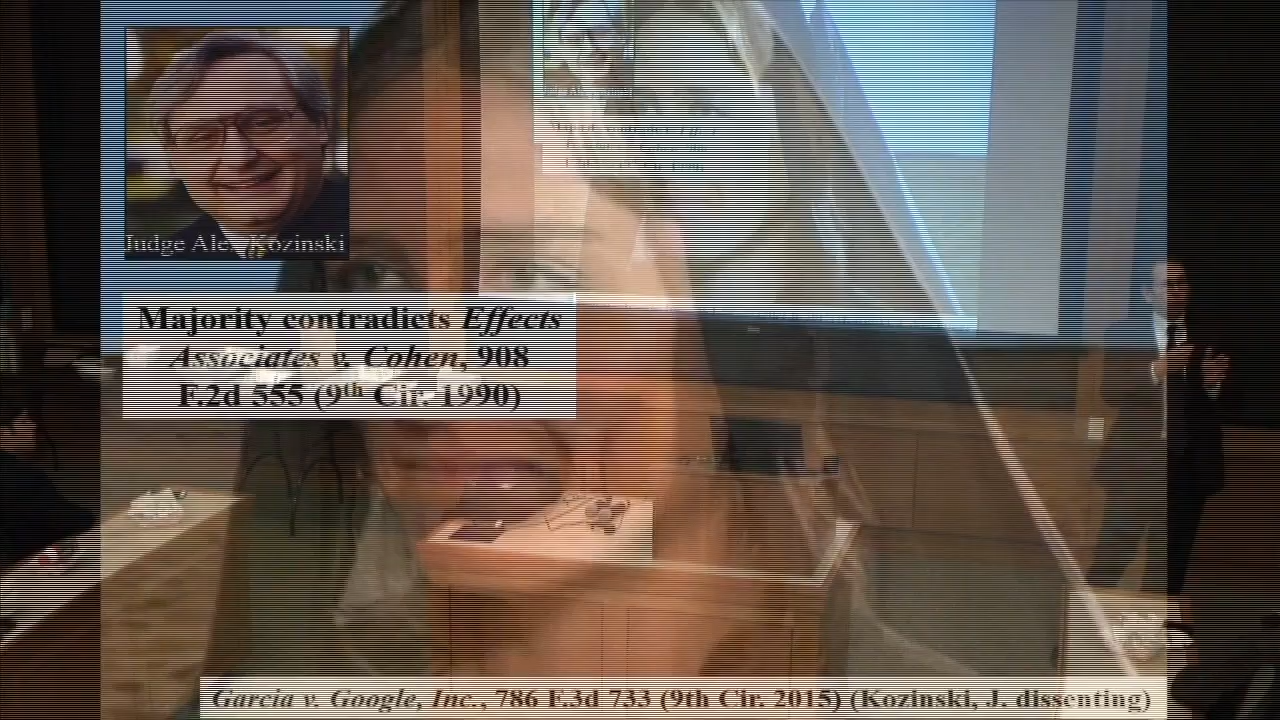 Judge Alex Kozinski
Majority contradicts Effects
Associates v. Cohen, 908
F.2d 555 (9th Cir. 1990)
Garcia v. Google, Inc., 786 F.3d 733 (9th Cir. 2015) (Kozinski, J. dissenting)